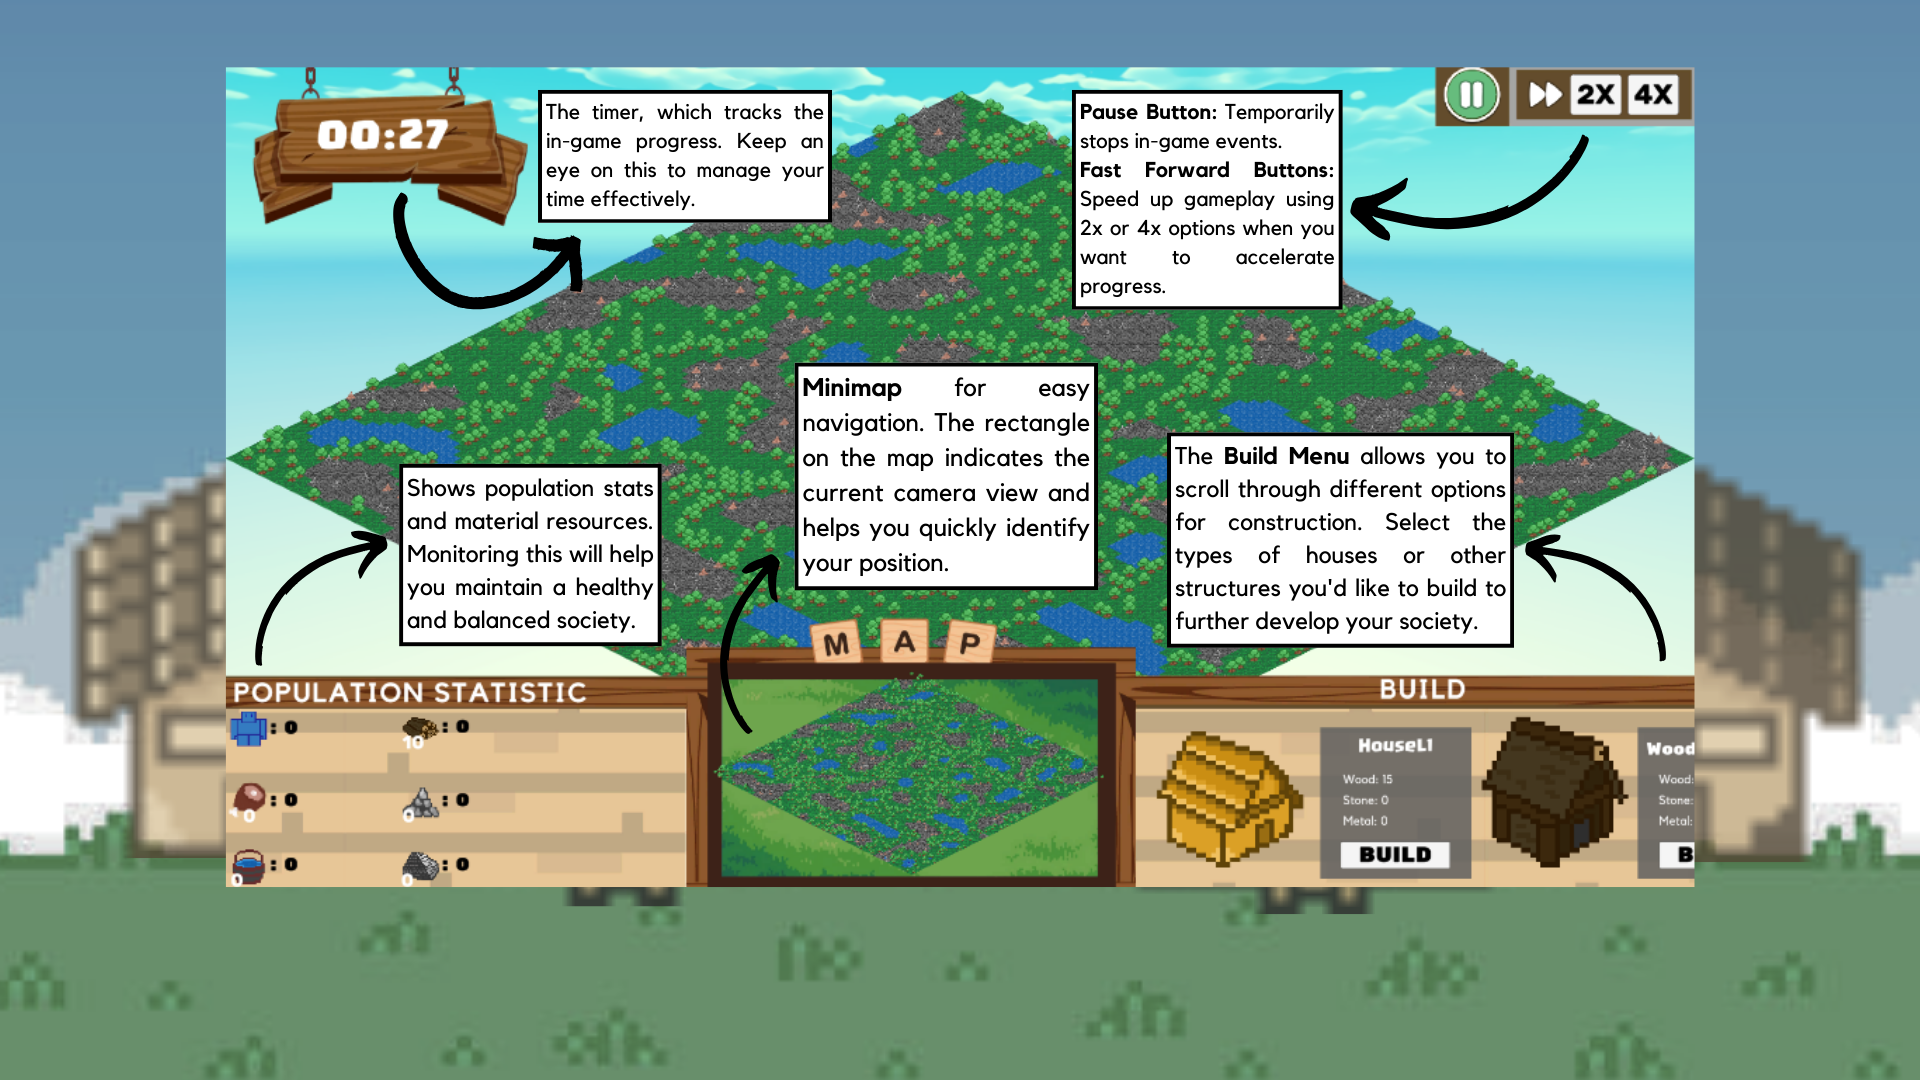 00:27
The timer, which tracks the
in-game progress. Keep an
eye on this to manage your
time effectively.
Pause Button: Temporarily
stops in-game events.
Fast Forward Buttons:
Speed up gameplay using
2x or 4x options when you
want to accelerate
progress.
2X 4X
Minimap for easy
navigation. The rectangle
on the map indicates the
current camera view and
helps you quickly identify
your position.
Shows population stats
and material resources.
Monitoring this will help
you maintain a healthy
and balanced society.
The Build Menu allows you to
scroll through different options
for construction. Select the
types of houses or other
structures you'd like to build to
further develop your society.
MAP
POPULATION STATISTIC
: 0 : 0
10
: 0 : 0
0 0
: 0 : 0
0 0
BUILD
HouseL1
Wood: 15
Stone: 0
Metal: 0
BUILD
Wood
Wood:
Stone:
Metal:
B